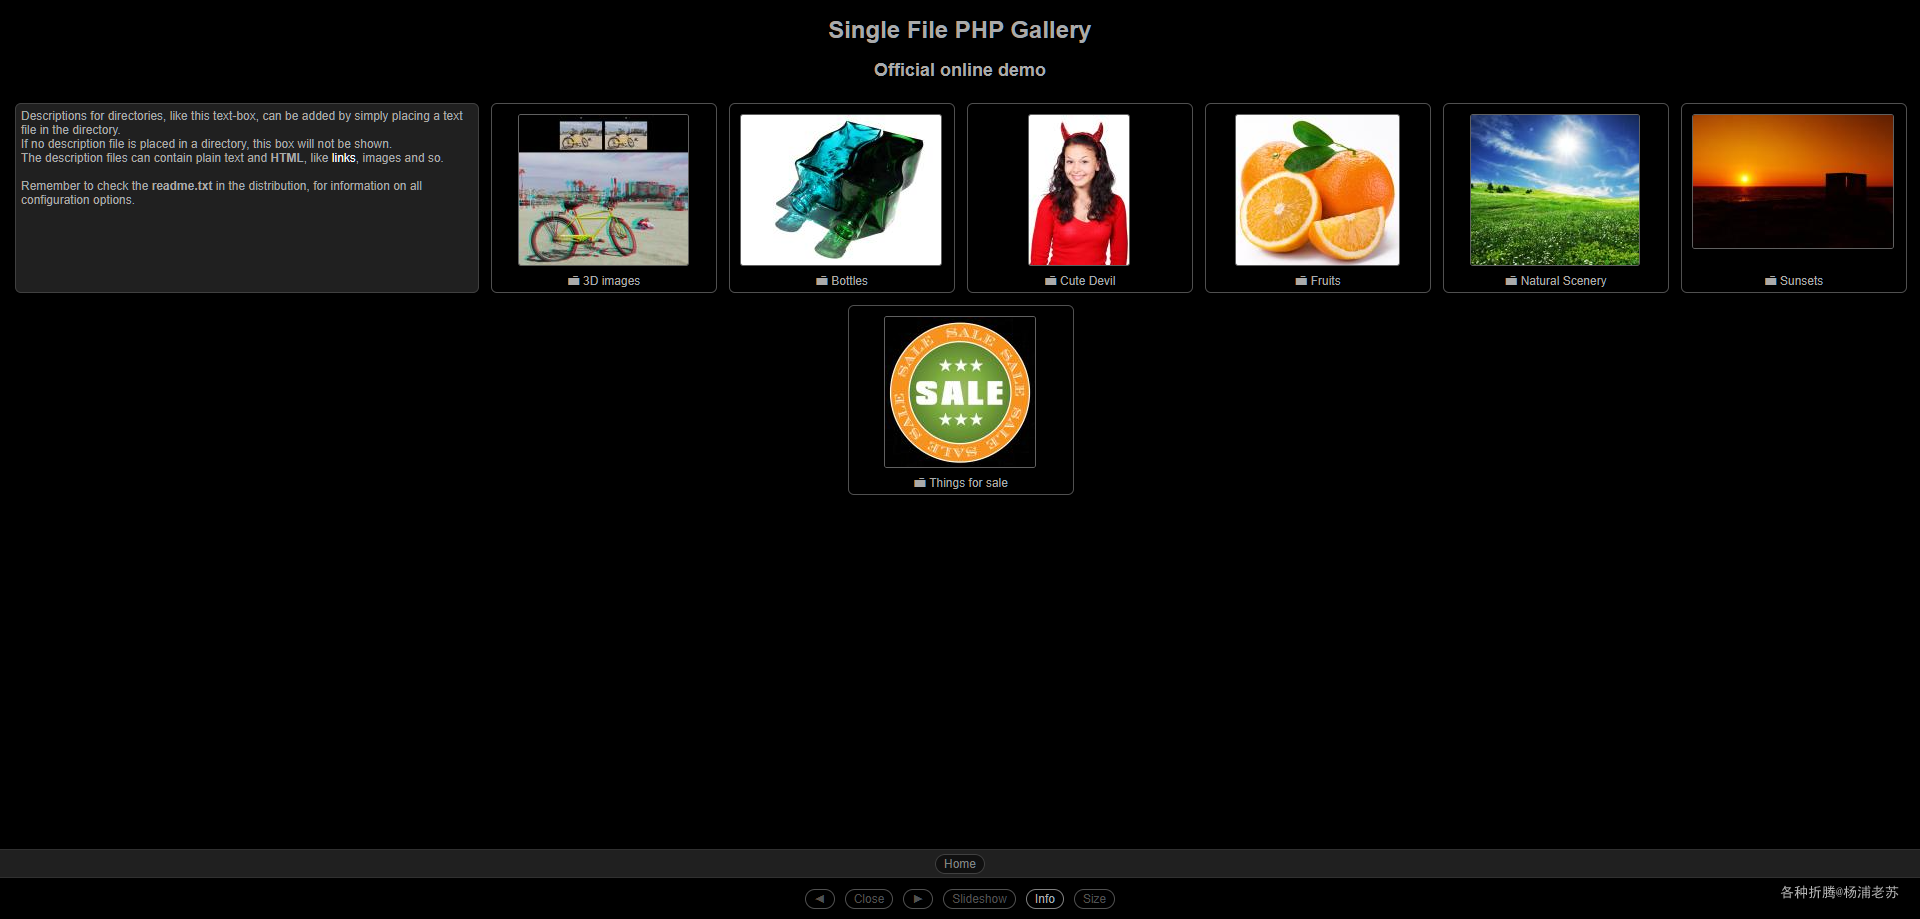 Single File PHP Gallery
Official online demo
Descriptions for directories, like this text-box, can be added by simply placing a text
file in the directory.
If no description file is placed in a directory, this box will not be shown.
The description files can contain plain text and HTML, like links, images and so.
Remember to check the readme.txt in the distribution, for information on all
configuration options.
3D images
Bottles
Cute Devil
Fruits
Natural Scenery
Sunsets
SALE SALE SALE SALE SALE SALE SALE
SALE
Things for sale
Home
Close
Slideshow
Info
Size
各种折腾@杨浦老苏